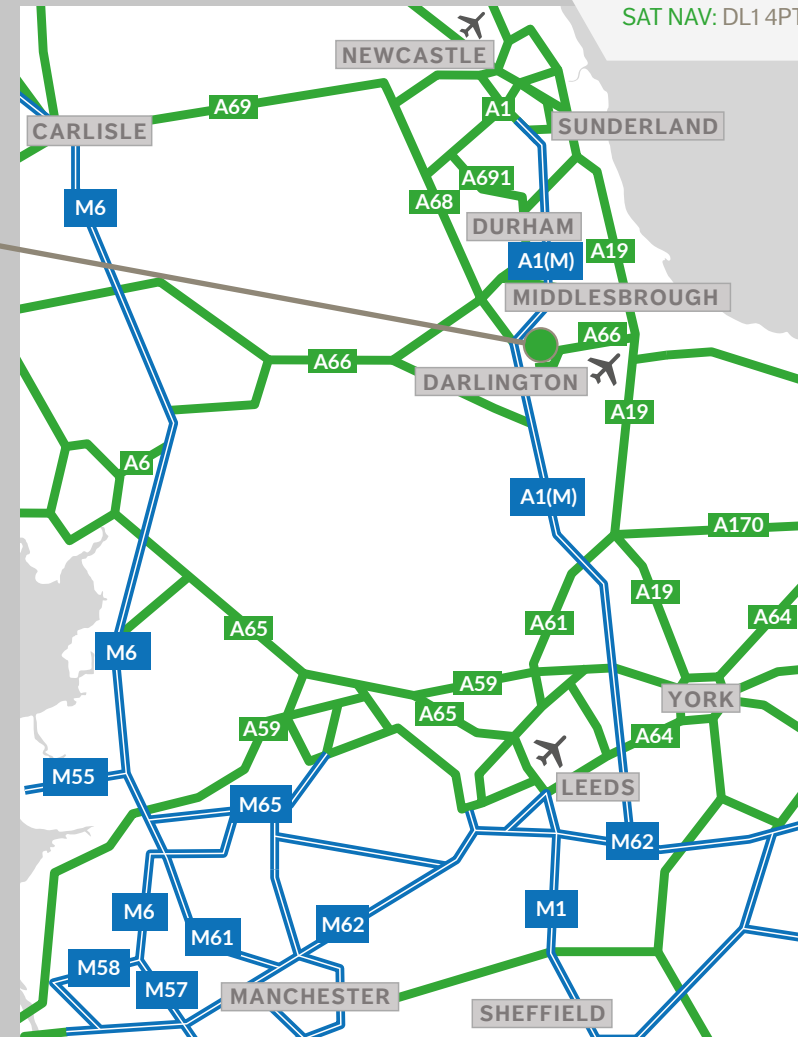 SAT NAV: DL1 4PT
NEWCASTLE
A69
A1
CARLISLE
SUNDERLAND
A691
A68
M6
DURHAM
A19
A1(M)
MIDDLESBROUGH
A66
A66
DARLINGTON
A19
A6
A1(M)
A170
A19
A64
A61
A65
M6
A59
YORK
A65
A59
A64
M55
LEEDS
M65
M62
M6
M1
M62
M61
M58
M57
MANCHESTER
SHEFFIELD